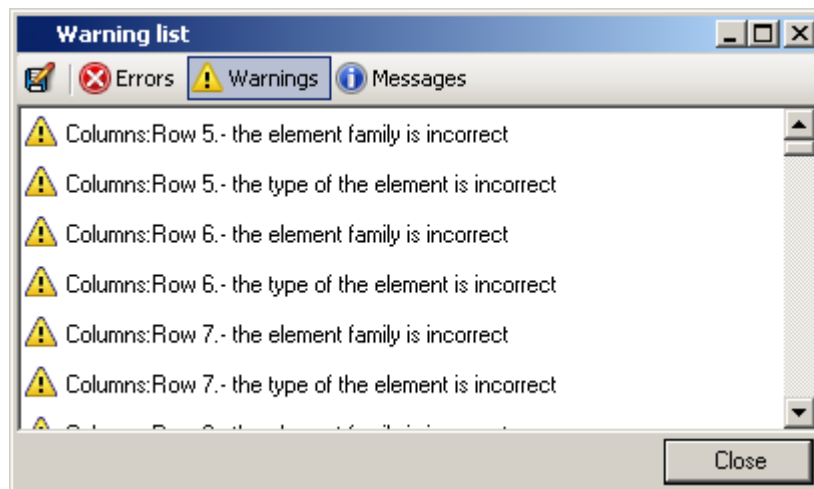 Warning list
Errors Warnings Messages
Columns:Row 5.- the element family is incorrect
Columns:Row 5.- the type of the element is incorrect
Columns:Row 6.- the element family is incorrect
Columns:Row 6.- the type of the element is incorrect
Columns:Row 7.- the element family is incorrect
Columns:Row 7.- the type of the element is incorrect
Close